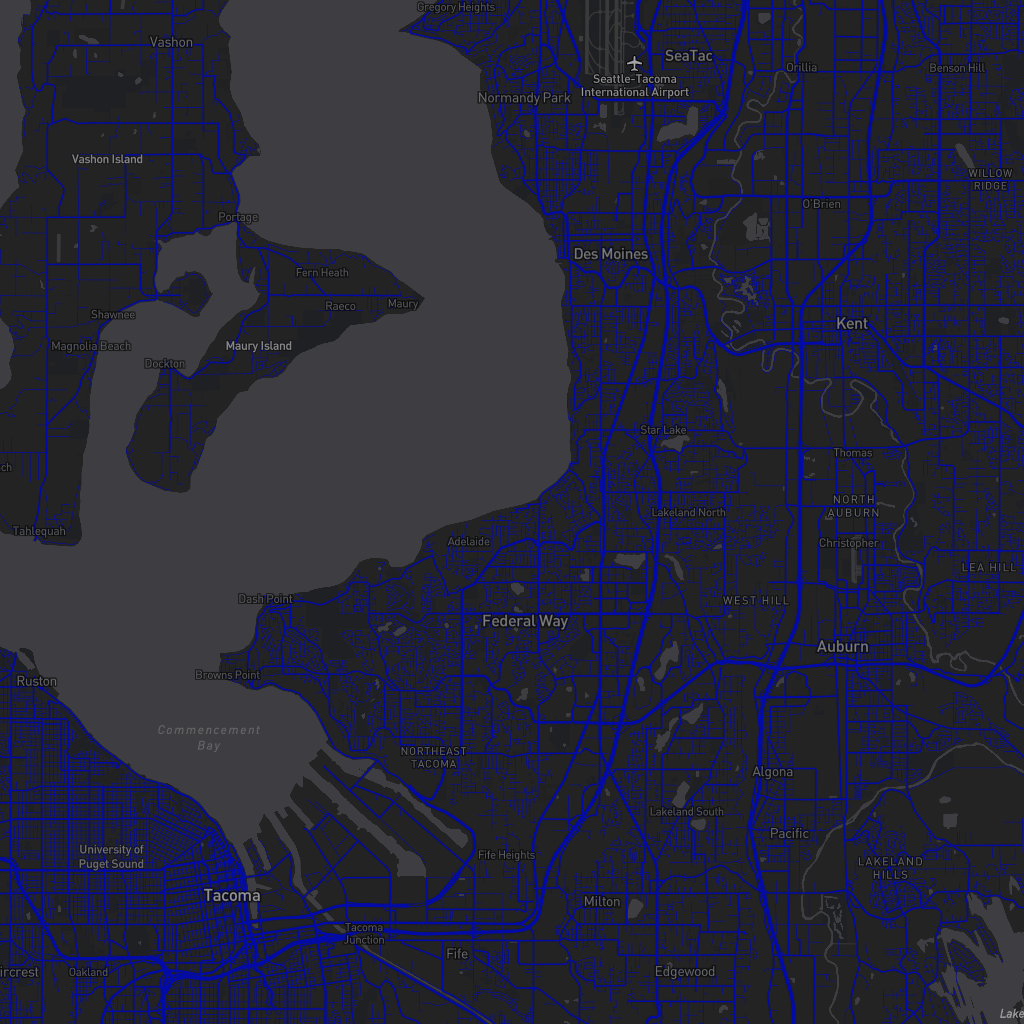 Gregory Heights
Vashon
SeaTac
Orillia
Benson Hill
Seattle-Tacoma
International Airport
Normandy Park
Vashon Island
WILLOW
RIDGE
O'Brien
Portage
Des Moines
Fern Heath
Raeco
Maury
Shawnee
Kent
Magnolia Beach
Maury Island
Dockton
Star Lake
Thomas
ch
NORTH
AUBURN
Lakeland North
Tahlequah
Adelaide
Christopher
LEA HILL
Dash Point
WEST HILL
Federal Way
Auburn
Browns Point
Ruston
Commencement
Bay
NORTHEAST
TACOMA
Algona
Lakeland South
Pacific
University of
Puget Sound
Fife Heights
LAKELAND
HILLS
Tacoma
Milton
Tacoma
Junction
Fife
ircrest
Oakland
Edgewood
Lake